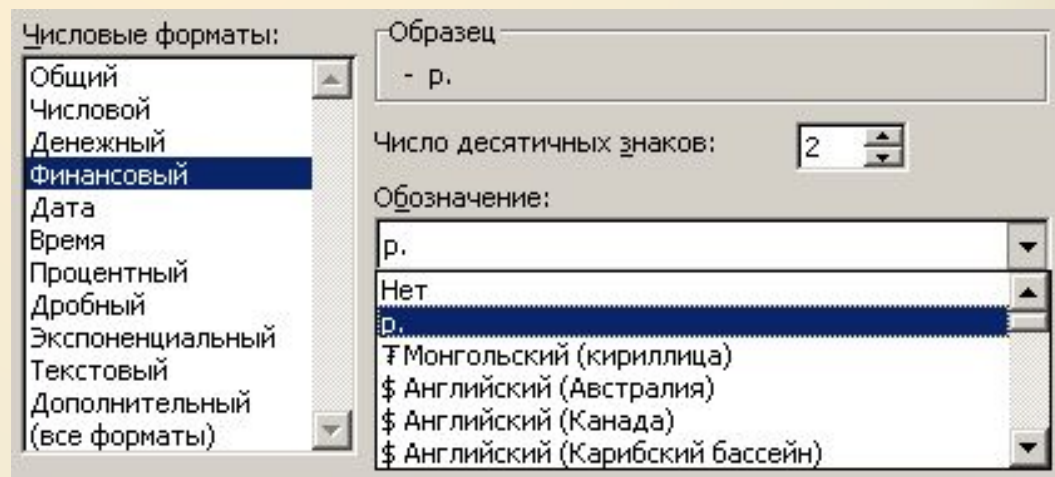 Числовые форматы:
Общий
Числовой
Денежный
Финансовый
Дата
Время
Процентный
Дробный
Экспоненциальный
Текстовый
Дополнительный
(все форматы)
Образец
- р.
Число десятичных знаков: 2
Обозначение:
р.
Нет
р.
₮ Монгольский (кириллица)
$ Английский (Австралия)
$ Английский (Канада)
$ Английский (Карибский бассейн)